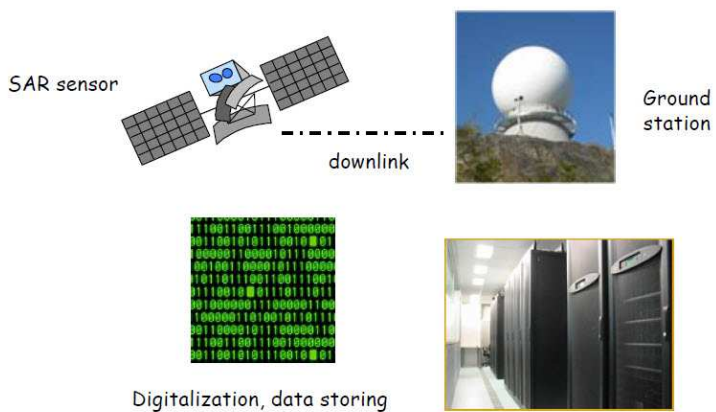 SAR sensor
Ground
station
downlink
Digitalization, data storing